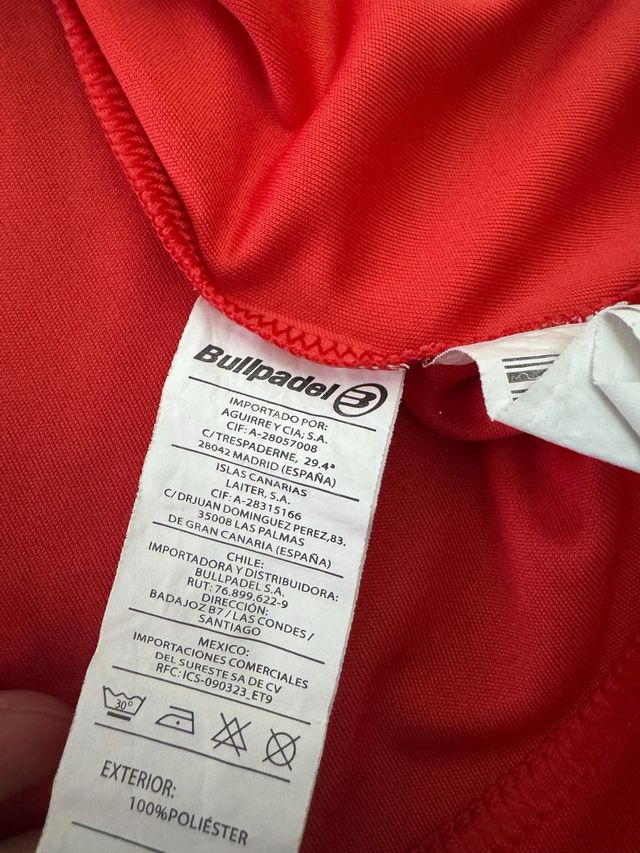 Bullpadel
IMPORTADO POR:
AGUIRRE Y CIA; S.A.
CIF: A-28057008
C/TRESPADERNE, 29.4ª
28042 MADRID (ESPAÑA)
ISLAS CANARIAS
LAITER, S.A.
CIF: A-28315166
C/DRJUAN DOMINGUEZ PEREZ,83.
35008 LAS PALMAS
DE GRAN CANARIA (ESPAÑA)
CHILE:
IMPORTADORA Y DISTRIBUIDORA:
BULLPADEL S.A.
RUT: 76.899.622-9
DIRECCIÓN:
BADAJOZ B7 / LAS CONDES /
SANTIAGO
MEXICO:
IMPORTACIONES COMERCIALES
DEL SURESTE SA DE CV
RFC: ICS-090323_ET9
30°
EXTERIOR:
100%POLIÉSTER